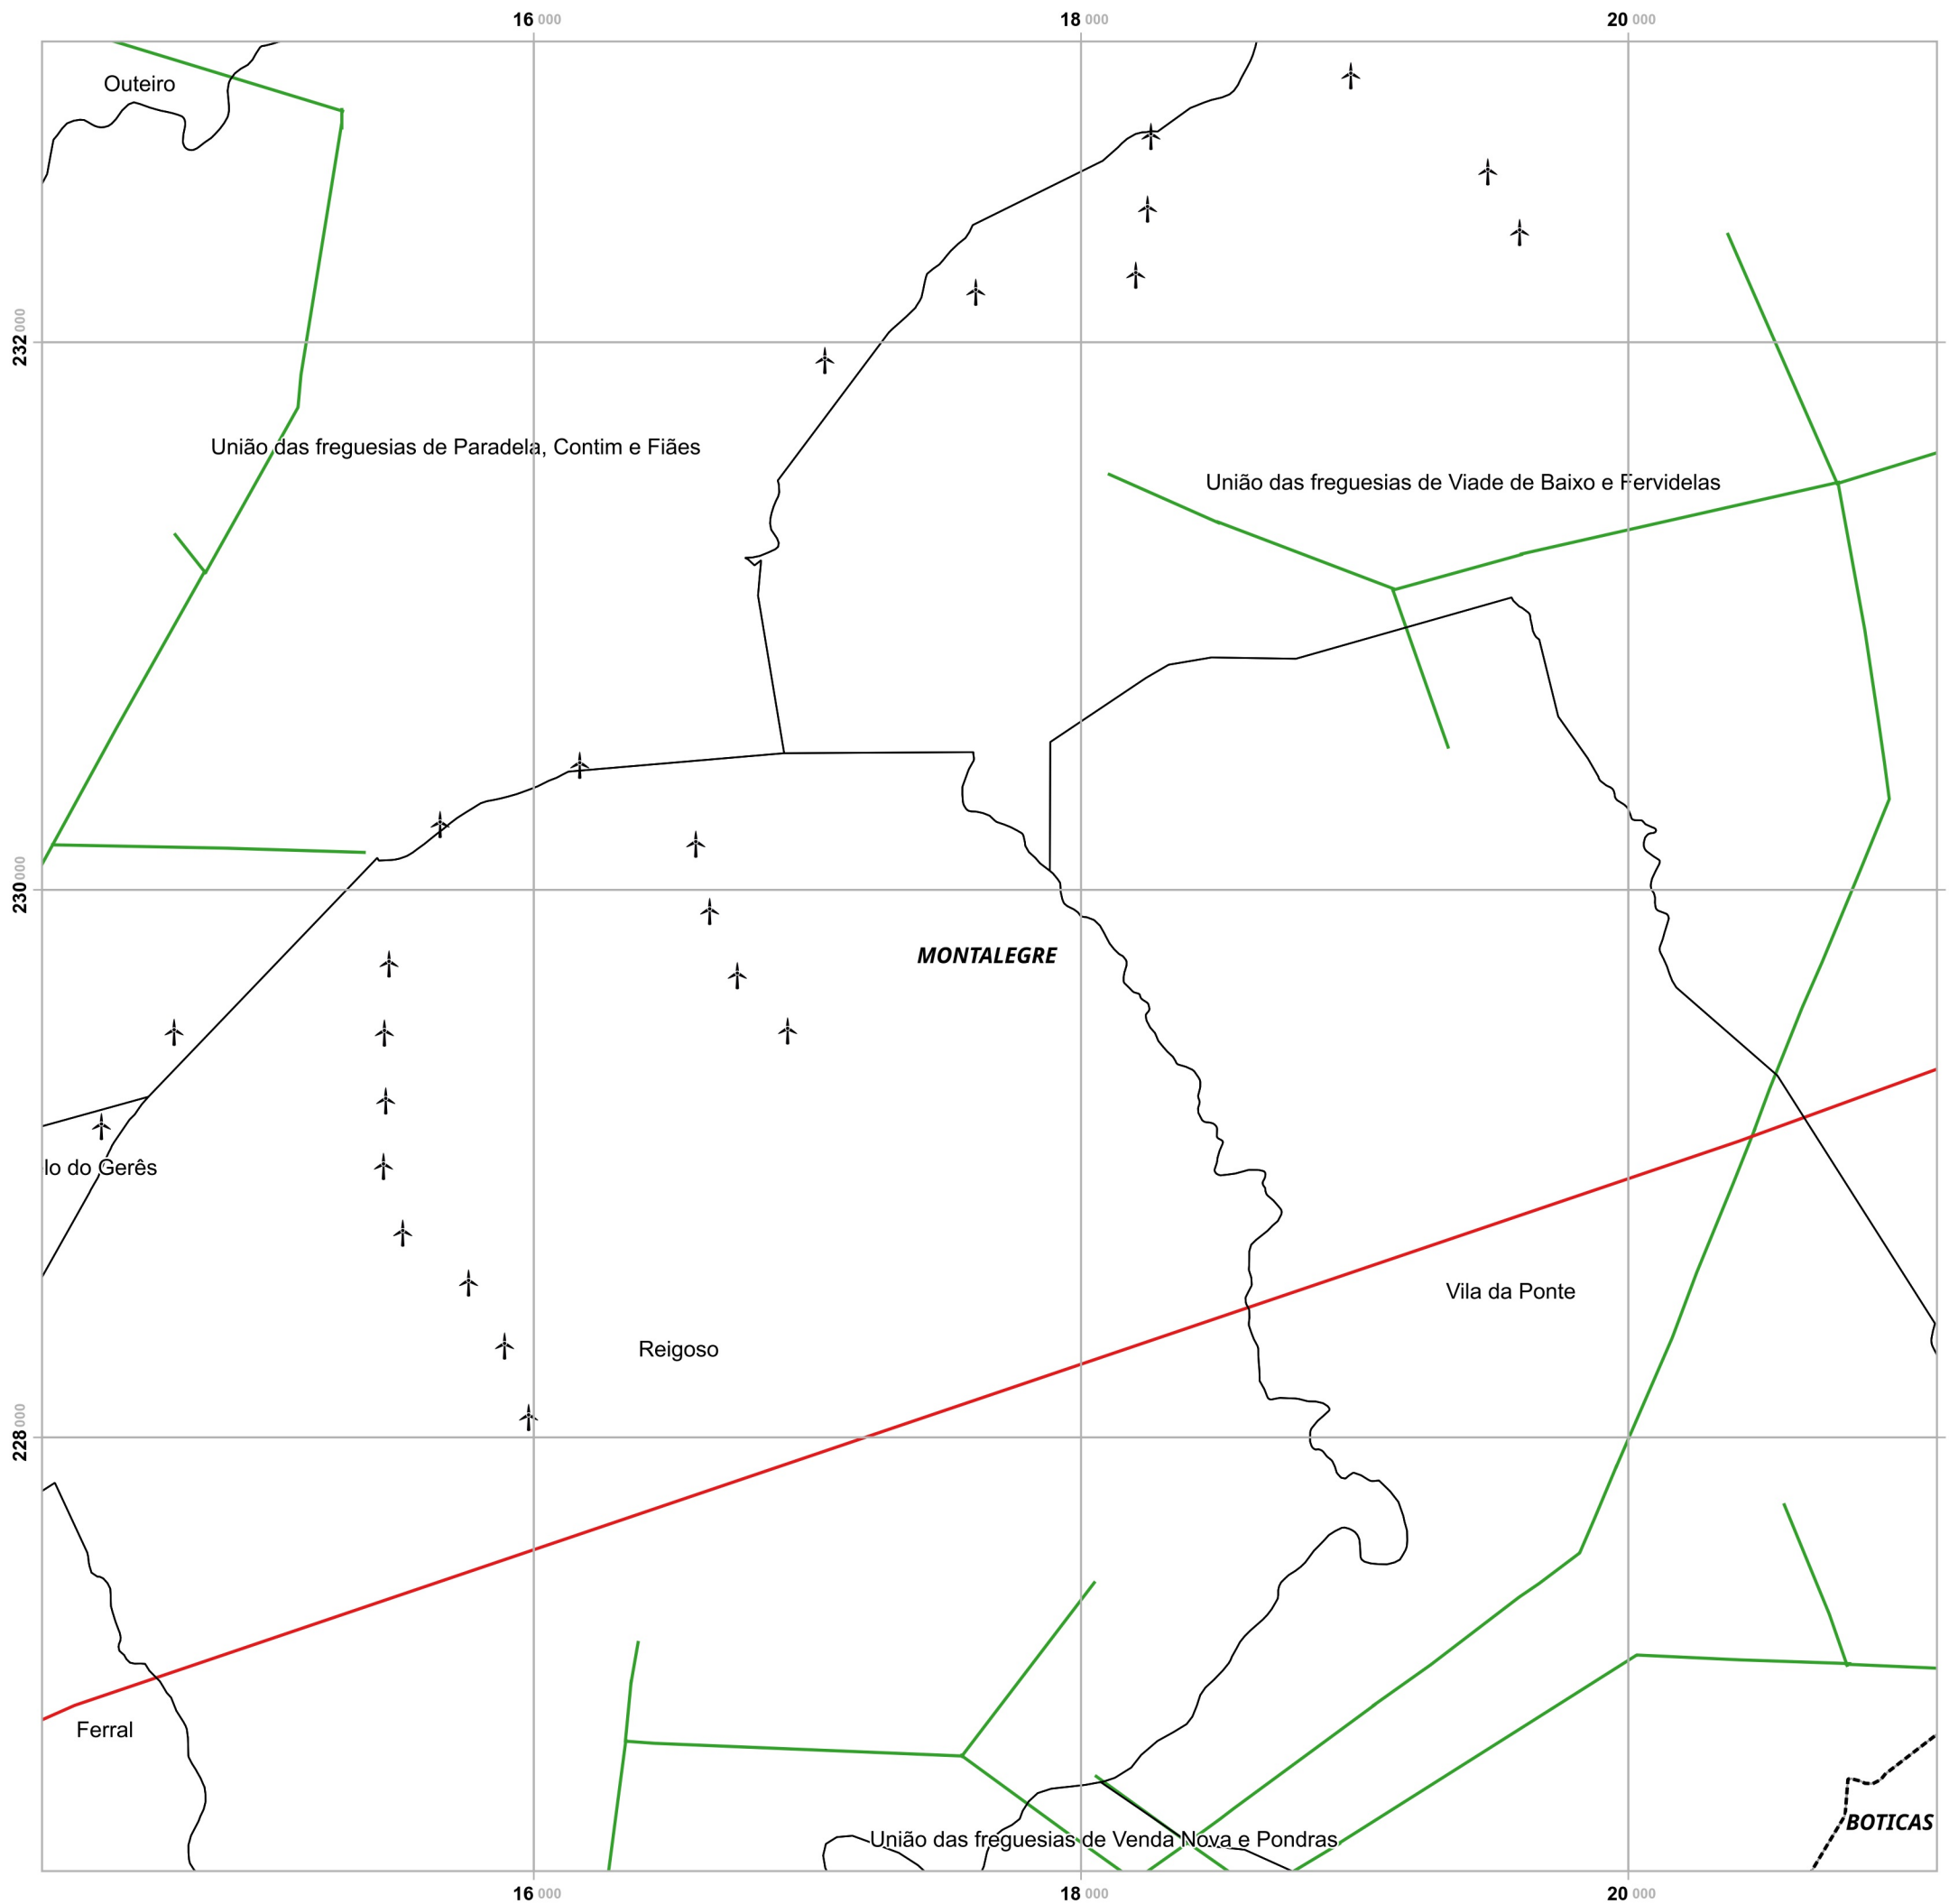 16 000 18 000 20 000
Outeiro
232 000
União das freguesias de Paradela, Contim e Fiães
União das freguesias de Viade de Baixo e Fervidelas
230 000
MONTALEGRE
lo do Gerês
Vila da Ponte
Reigoso
228 000
Ferral
BOTICAS
União das freguesias de Venda Nova e Pondras
16 000 18 000 20 000